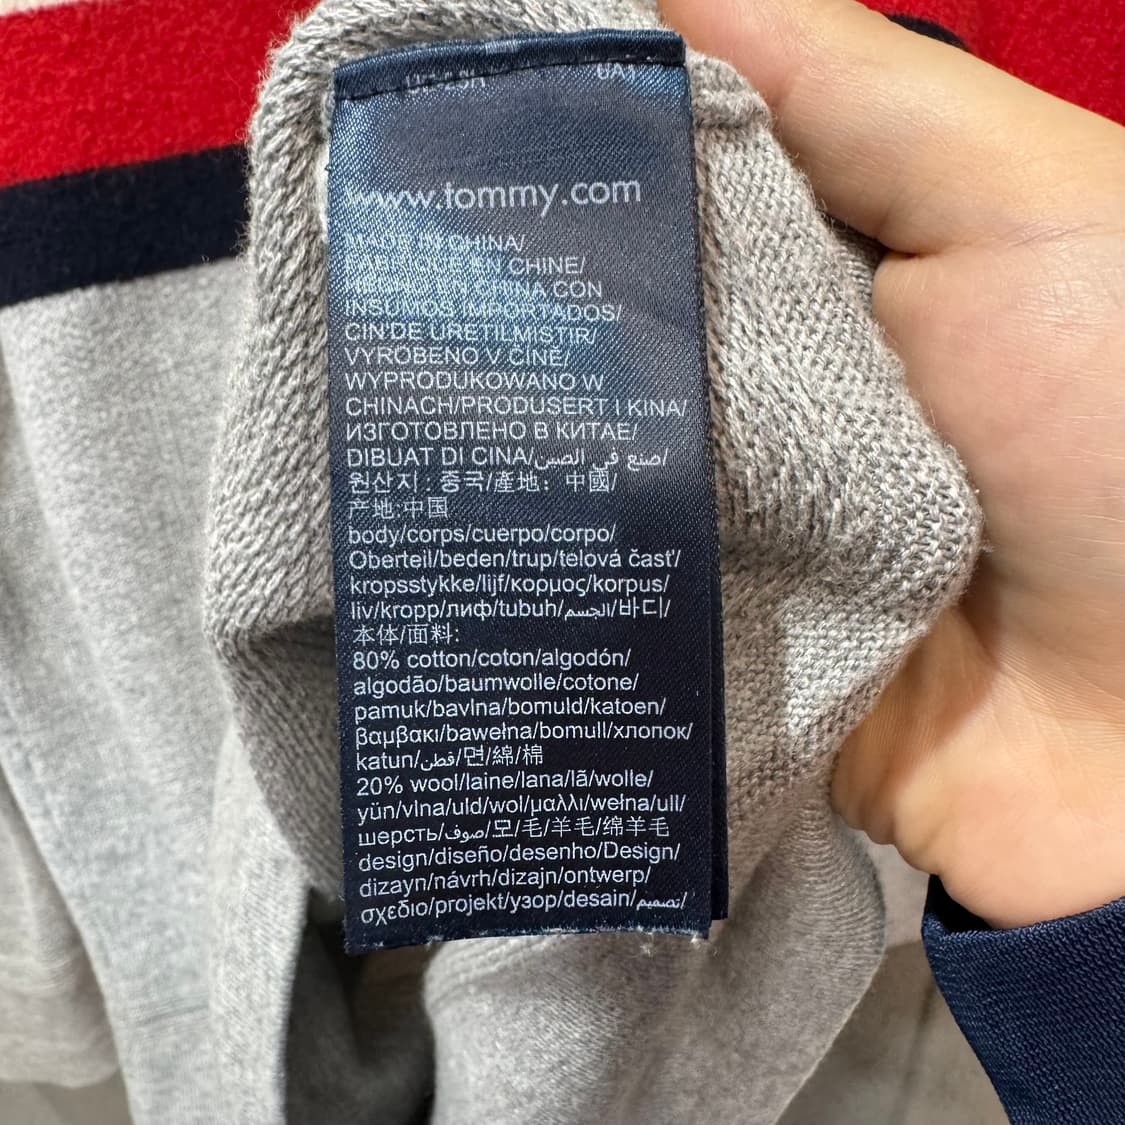 www.tommy.com
MADE IN CHINA/
FABRIQUÉ EN CHINE/
HECHO EN CHINA CON
INSUMOS IMPORTADOS/
CIN'DE URETILMISTIR/
VYROBENO V CINE/
WYPRODUKOWANO W
CHINACH/PRODUSERT I KINA/
ИЗГОТОВЛЕНО В КИТАЕ/
DIBUAT DI CINA/صنع في الصين/
원산지: 중국/產地: 中國/
产地:中国
body/corps/cuerpo/corpo/
Oberteil/beden/trup/telová časť/
kropsstykke/lijf/κορμος/korpus/
liv/kropp/лиф/tubuh/الجسم/바디/
本体/面料:
80% cotton/coton/algodón/
algodão/baumwolle/cotone/
pamuk/bavlna/bomuld/katoen/
βαμβακι/bawełna/bomull/хлопок/
katun/قطن/면/綿/棉
20% wool/laine/lana/lã/wolle/
yün/vlna/uld/wol/μαλλι/wełna/ull/
шерсть/صوف/모/毛/羊毛/绵羊毛
design/diseño/desenho/Design/
dizayn/návrh/dizajn/ontwerp/
σχεδιο/projekt/узор/desain/تصميم/